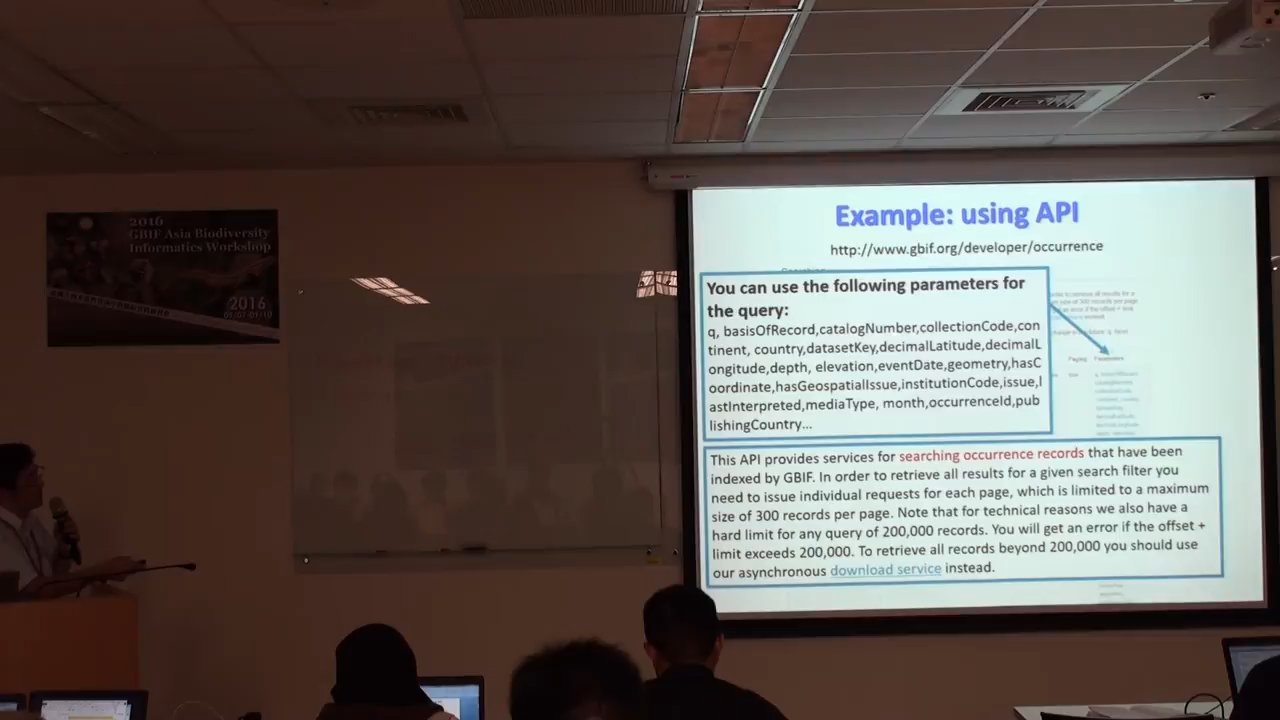 2016
GBIF Asia Biodiversity
Informatics Workshop
2016
Example: using API
http://www.gbif.org/developer/occurrence
You can use the following parameters for
the query:
q, basisOfRecord,catalogNumber,collectionCode,con
tinent, country,datasetKey,decimalLatitude,decimalL
ongitude,depth, elevation,eventDate,geometry,hasC
oordinate,hasGeospatialIssue,institutionCode,issue,l
astInterpreted,mediaType, month,occurrenceId,pub
lishingCountry...
Paging Parameters
This API provides services for searching occurrence records that have been
indexed by GBIF. In order to retrieve all results for a given search filter you
need to issue individual requests for each page, which is limited to a maximum
size of 300 records per page. Note that for technical reasons we also have a
hard limit for any query of 200,000 records. You will get an error if the offset +
limit exceeds 200,000. To retrieve all records beyond 200,000 you should use
our asynchronous download service instead.